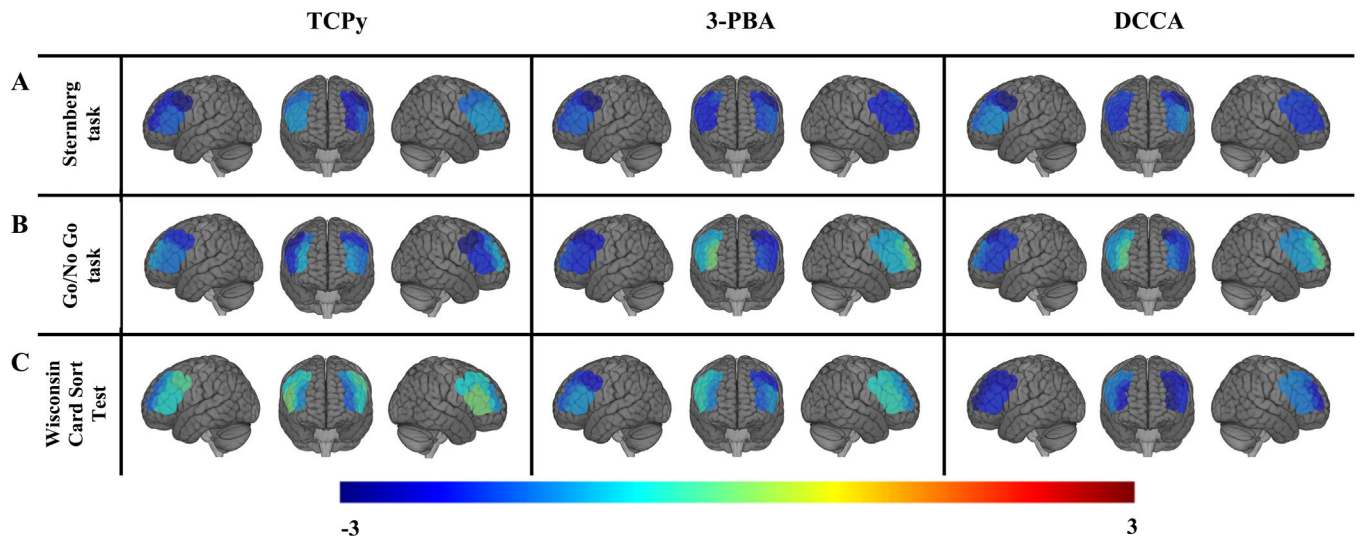 TCPy 3-PBA DCCA
A
Sternberg
task
B
Go/No Go
task
C
Wisconsin
Card Sort
Test
-3 3